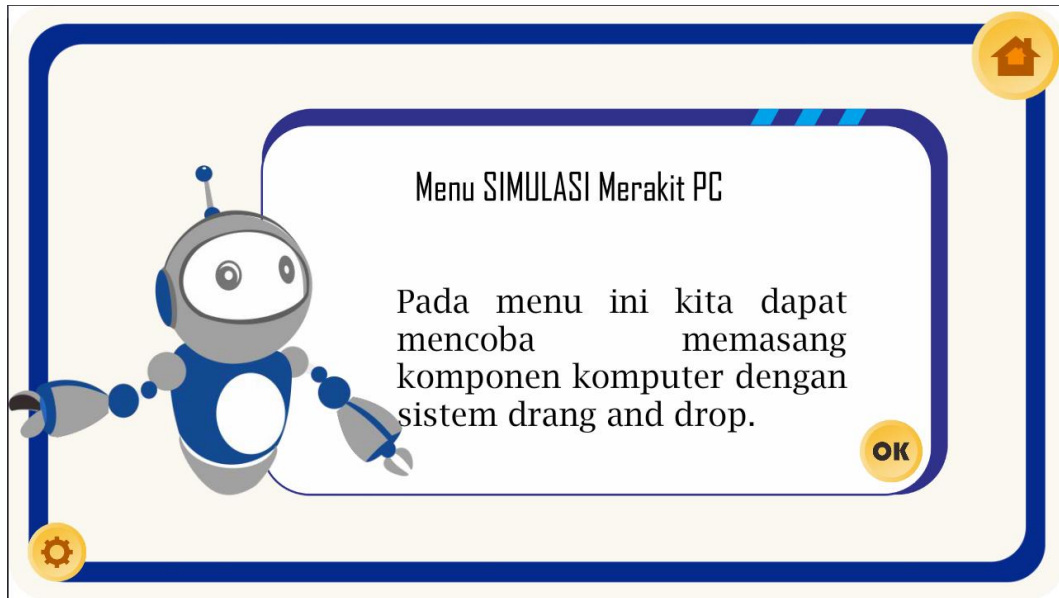 Menu SIMULASI Merakit PC
Pada menu ini kita dapat
mencoba memasang
komponen komputer dengan
sistem drang and drop.
OK